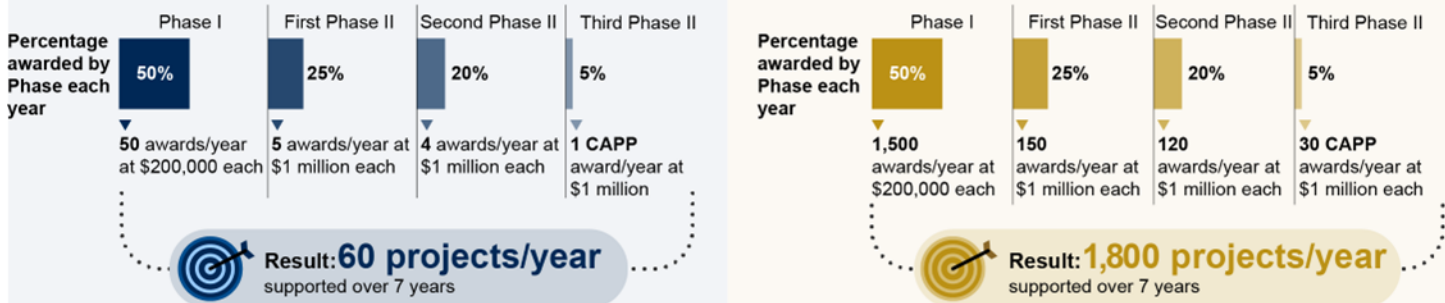 Phase I
First Phase II
Second Phase II
Third Phase II
Percentage
awarded by
Phase each
year
50%
25%
20%
5%
50 awards/year
at $200,000 each
5 awards/year at
$1 million each
4 awards/year at
$1 million each
1 CAPP
award/year at
$1 million
Result:60 projects/year
supported over 7 years
Phase I
First Phase II
Second Phase II
Third Phase II
Percentage
awarded by
Phase each
year
50%
25%
20%
5%
1,500
awards/year at
$200,000 each
150
awards/year at
$1 million each
120
awards/year at
$1 million each
30 CAPP
awards/year at
$1 million each
Result:1,800 projects/year
supported over 7 years